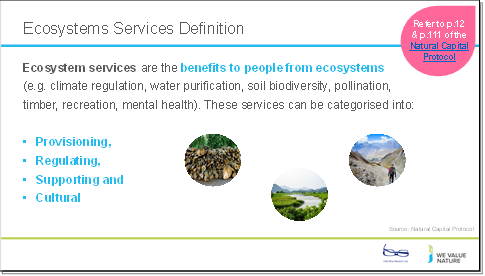 Ecosystems Services Definition
Refer to p.12
& p.111 of the
Natural Capital
Protocol
Ecosystem services are the benefits to people from ecosystems
(e.g. climate regulation, water purification, soil biodiversity, pollination,
timber, recreation, mental health). These services can be categorised into:
• Provisioning,
• Regulating,
• Supporting and
• Cultural
Source: Natural Capital Protocol
WE VALUE
NATURE